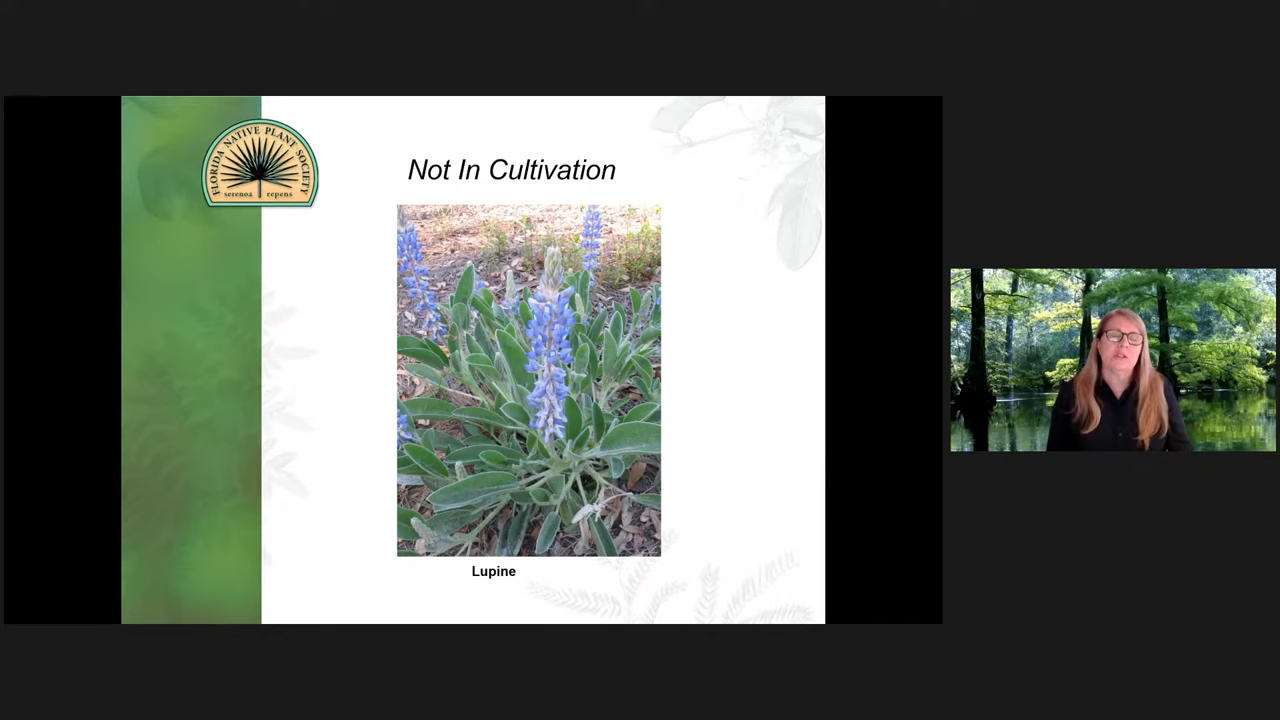 FLORIDA NATIVE PLANT SOCIETY
serenoa repens
Not In Cultivation
Lupine